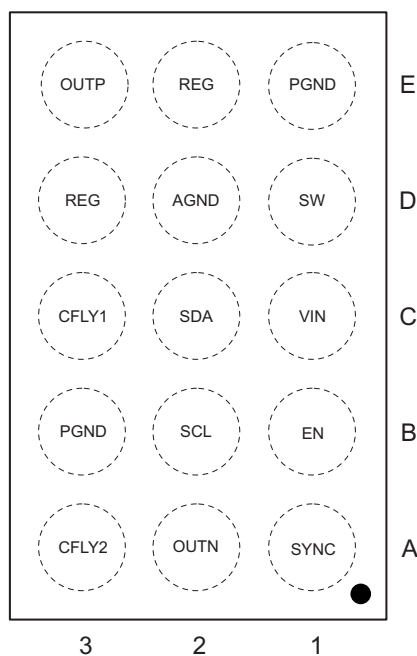 OUTP REG PGND E
REG AGND SW D
CFLY1 SDA VIN C
PGND SCL EN B
CFLY2 OUTN SYNC A
3 2 1